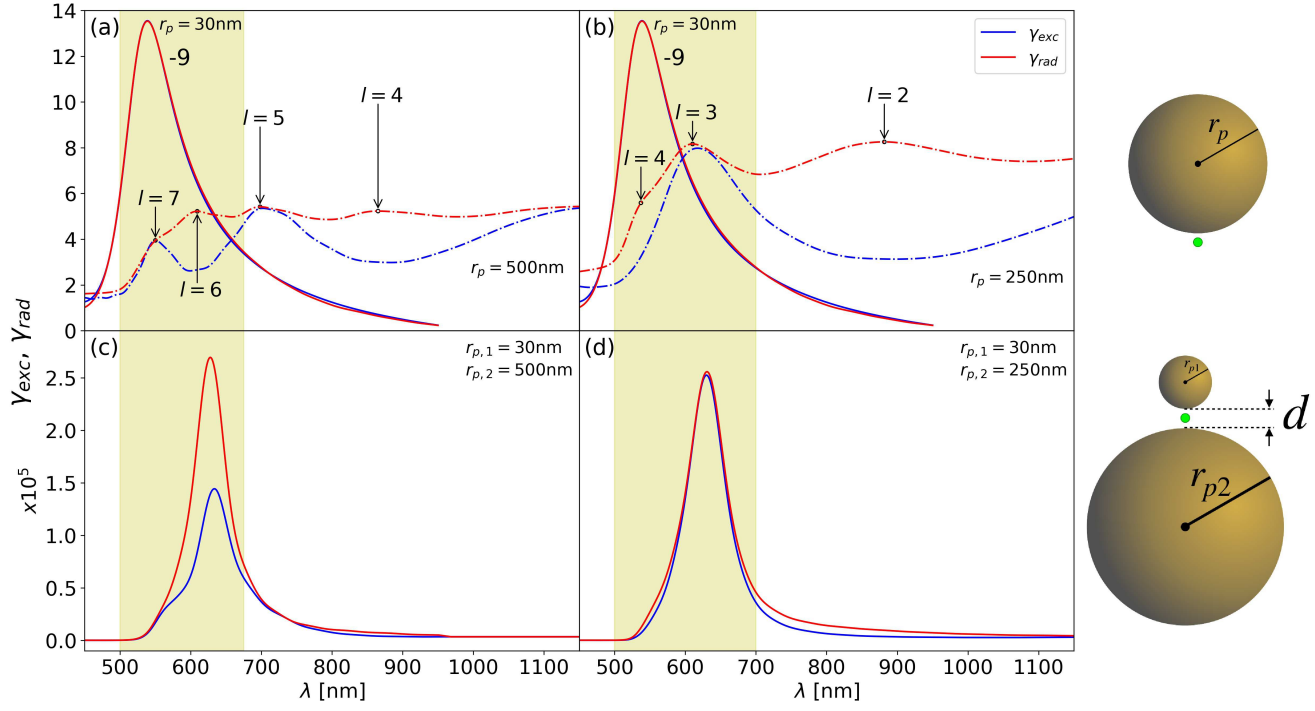 (a)
r_p = 30nm
-9
l = 4
l = 5
l = 7
l = 6
r_p = 500nm
14
12
10
8
6
4
2
0
(b)
r_p = 30nm
-9
γ_exc
γ_rad
l = 2
l = 3
l = 4
r_p = 250nm
r_p
γ_exc, γ_rad
(c)
r_p,1 = 30nm
r_p,2 = 500nm
x10^5
2.5
2.0
1.5
1.0
0.5
0.0
500 600 700 800 900 1000 1100
λ [nm]
(d)
r_p,1 = 30nm
r_p,2 = 250nm
500 600 700 800 900 1000 1100
λ [nm]
r_p1
d
r_p2